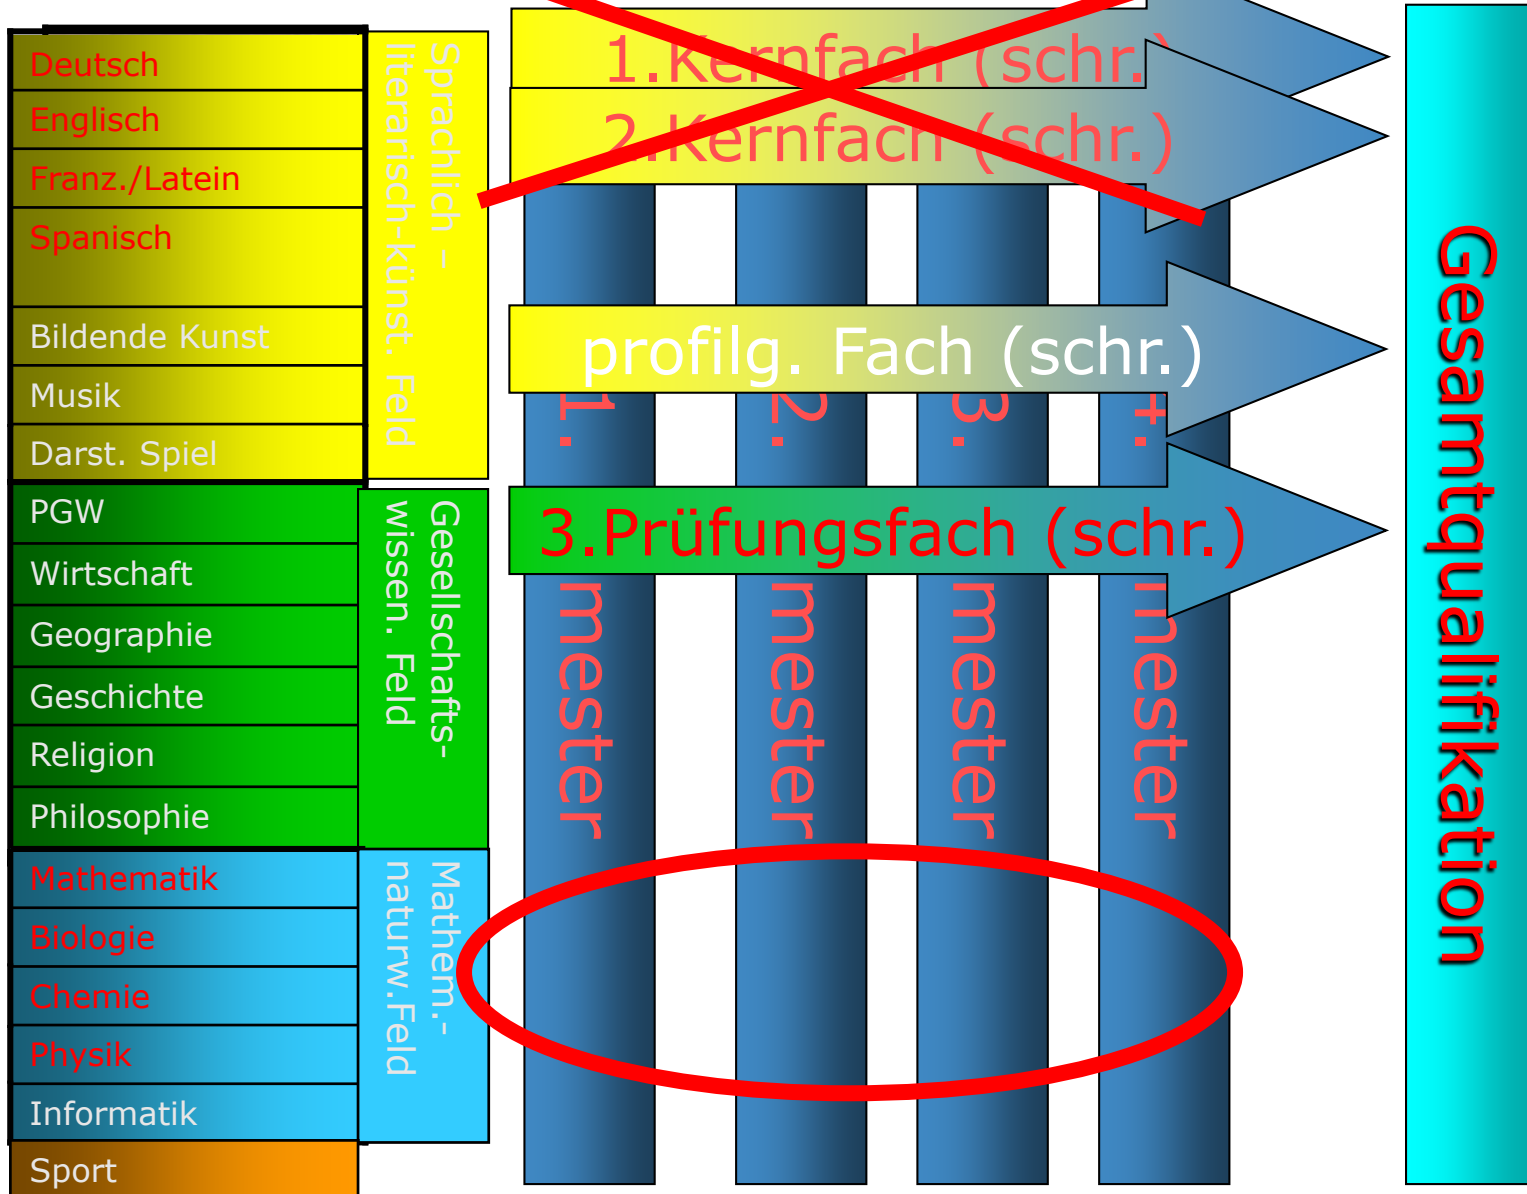 Deutsch
Englisch
Franz./Latein
Spanisch
Bildende Kunst
Musik
Darst. Spiel
PGW
Wirtschaft
Geographie
Geschichte
Religion
Philosophie
Mathematik
Biologie
Chemie
Physik
Informatik
Sport
Sprachlich –
literarisch-künst. Feld
Gesellschafts-
wissen. Feld
Mathem.-
naturw.Feld
1.Kernfach (schr.)
2.Kernfach (schr.)
profilg. Fach (schr.)
3.Prüfungsfach (schr.)
1. mester
2. mester
3. mester
4. mester
Gesamtqualifikation